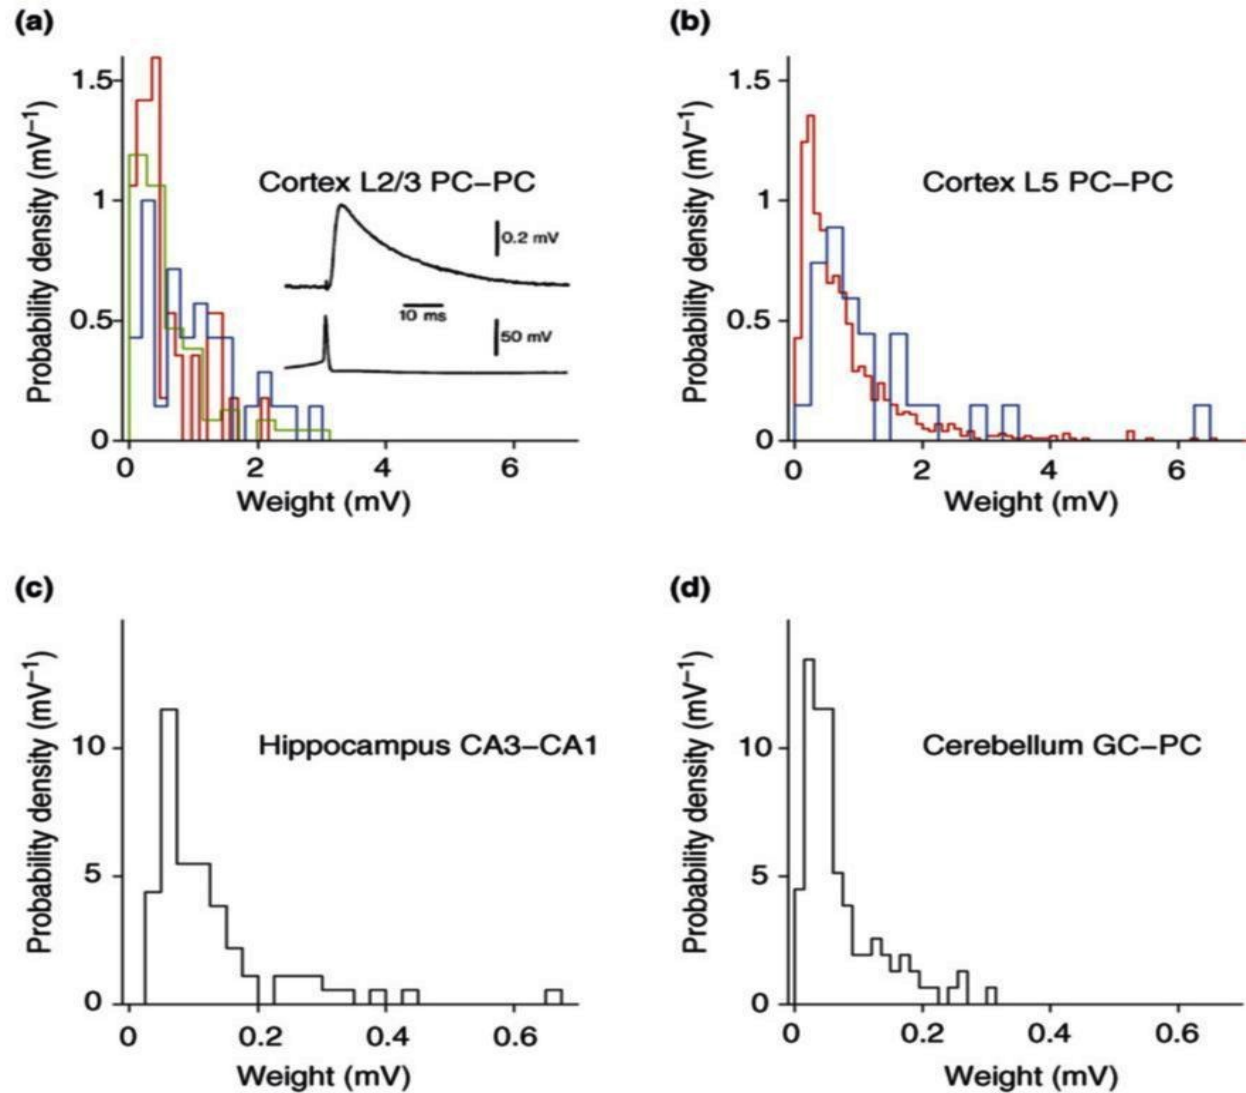 (a)
Probability density (mV⁻¹)
1.5
1
0.5
0
Cortex L2/3 PC–PC
0.2 mV
10 ms
50 mV
0 2 4 6
Weight (mV)
(b)
Probability density (mV⁻¹)
1.5
1
0.5
0
Cortex L5 PC–PC
0 2 4 6
Weight (mV)
(c)
Probability density (mV⁻¹)
10
5
0
Hippocampus CA3–CA1
0 0.2 0.4 0.6
Weight (mV)
(d)
Probability density (mV⁻¹)
10
5
0
Cerebellum GC–PC
0 0.2 0.4 0.6
Weight (mV)